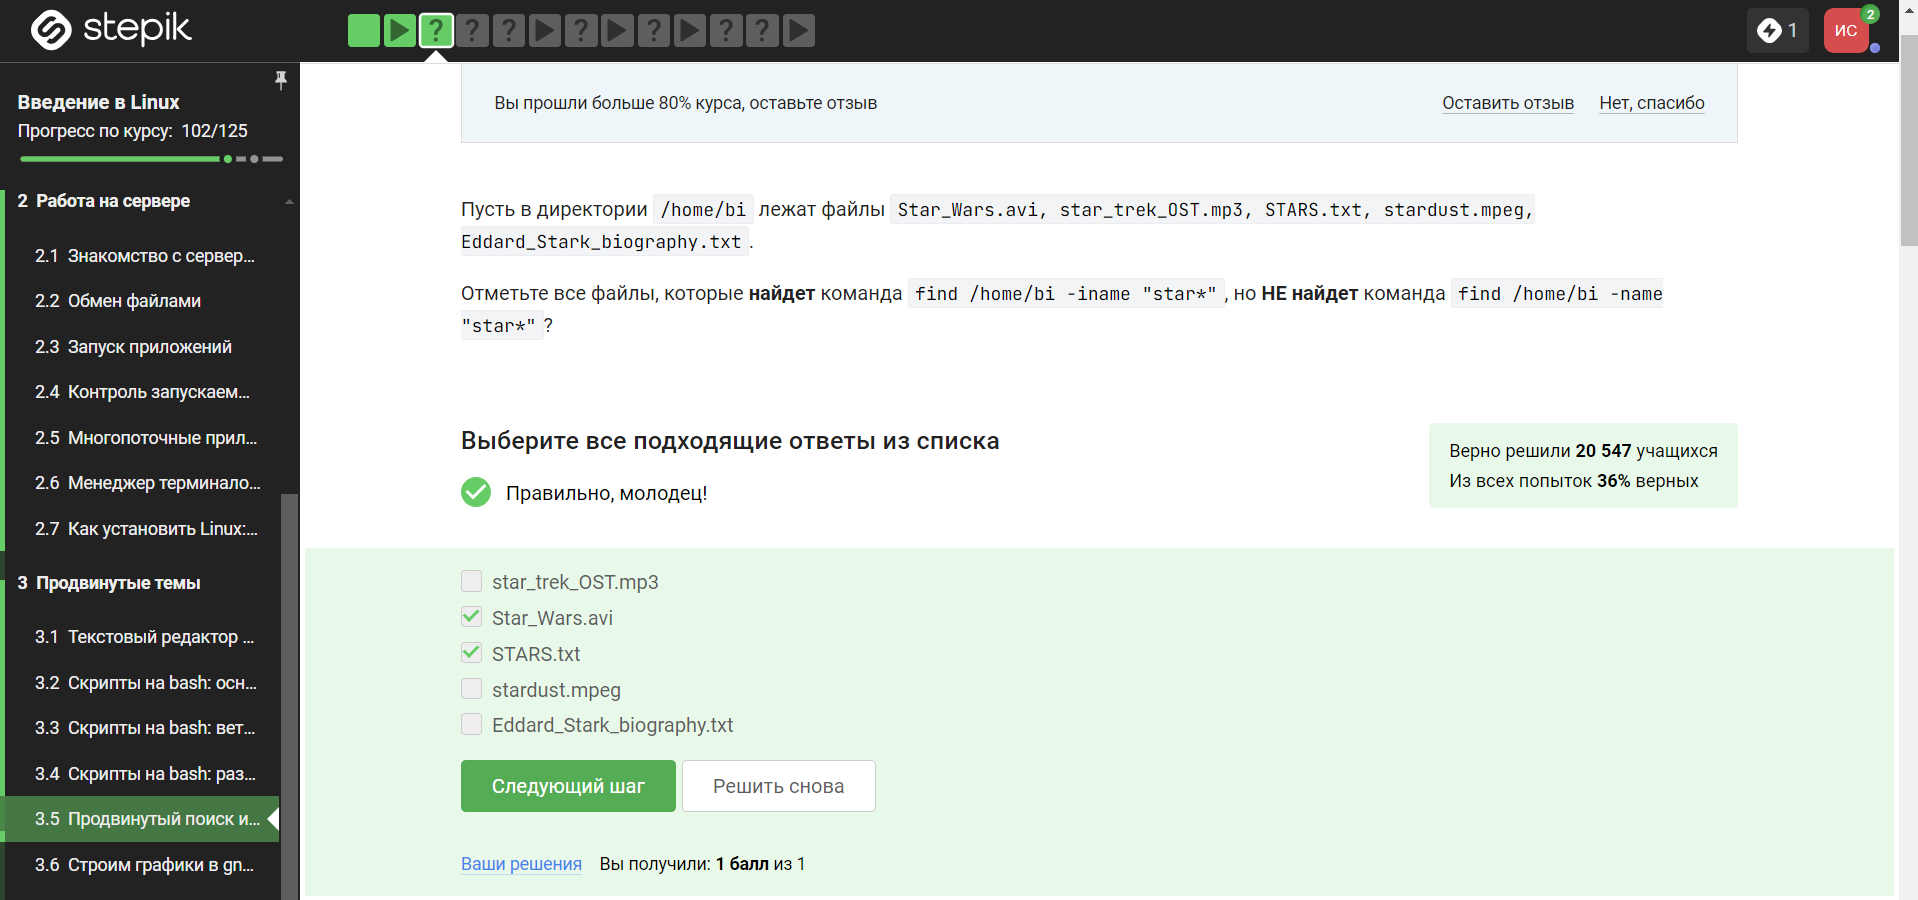 stepik
? ? ? ? ? ? ?
1
ИС
2
Введение в Linux
Прогресс по курсу: 102/125
2 Работа на сервере
2.1 Знакомство с сервер...
2.2 Обмен файлами
2.3 Запуск приложений
2.4 Контроль запускаем...
2.5 Многопоточные прил...
2.6 Менеджер терминало...
2.7 Как установить Linux:...
3 Продвинутые темы
3.1 Текстовый редактор ...
3.2 Скрипты на bash: осн...
3.3 Скрипты на bash: вет...
3.4 Скрипты на bash: раз...
3.5 Продвинутый поиск и...
3.6 Строим графики в gn...
Вы прошли больше 80% курса, оставьте отзыв
Оставить отзыв Нет, спасибо
Пусть в директории /home/bi лежат файлы Star_Wars.avi, star_trek_OST.mp3, STARS.txt, stardust.mpeg,
Eddard_Stark_biography.txt .
Отметьте все файлы, которые найдет команда find /home/bi -iname "star*" , но НЕ найдет команда find /home/bi -name
"star*" ?
Выберите все подходящие ответы из списка
Правильно, молодец!
Верно решили 20 547 учащихся
Из всех попыток 36% верных
star_trek_OST.mp3
Star_Wars.avi
STARS.txt
stardust.mpeg
Eddard_Stark_biography.txt
Следующий шаг
Решить снова
Ваши решения Вы получили: 1 балл из 1